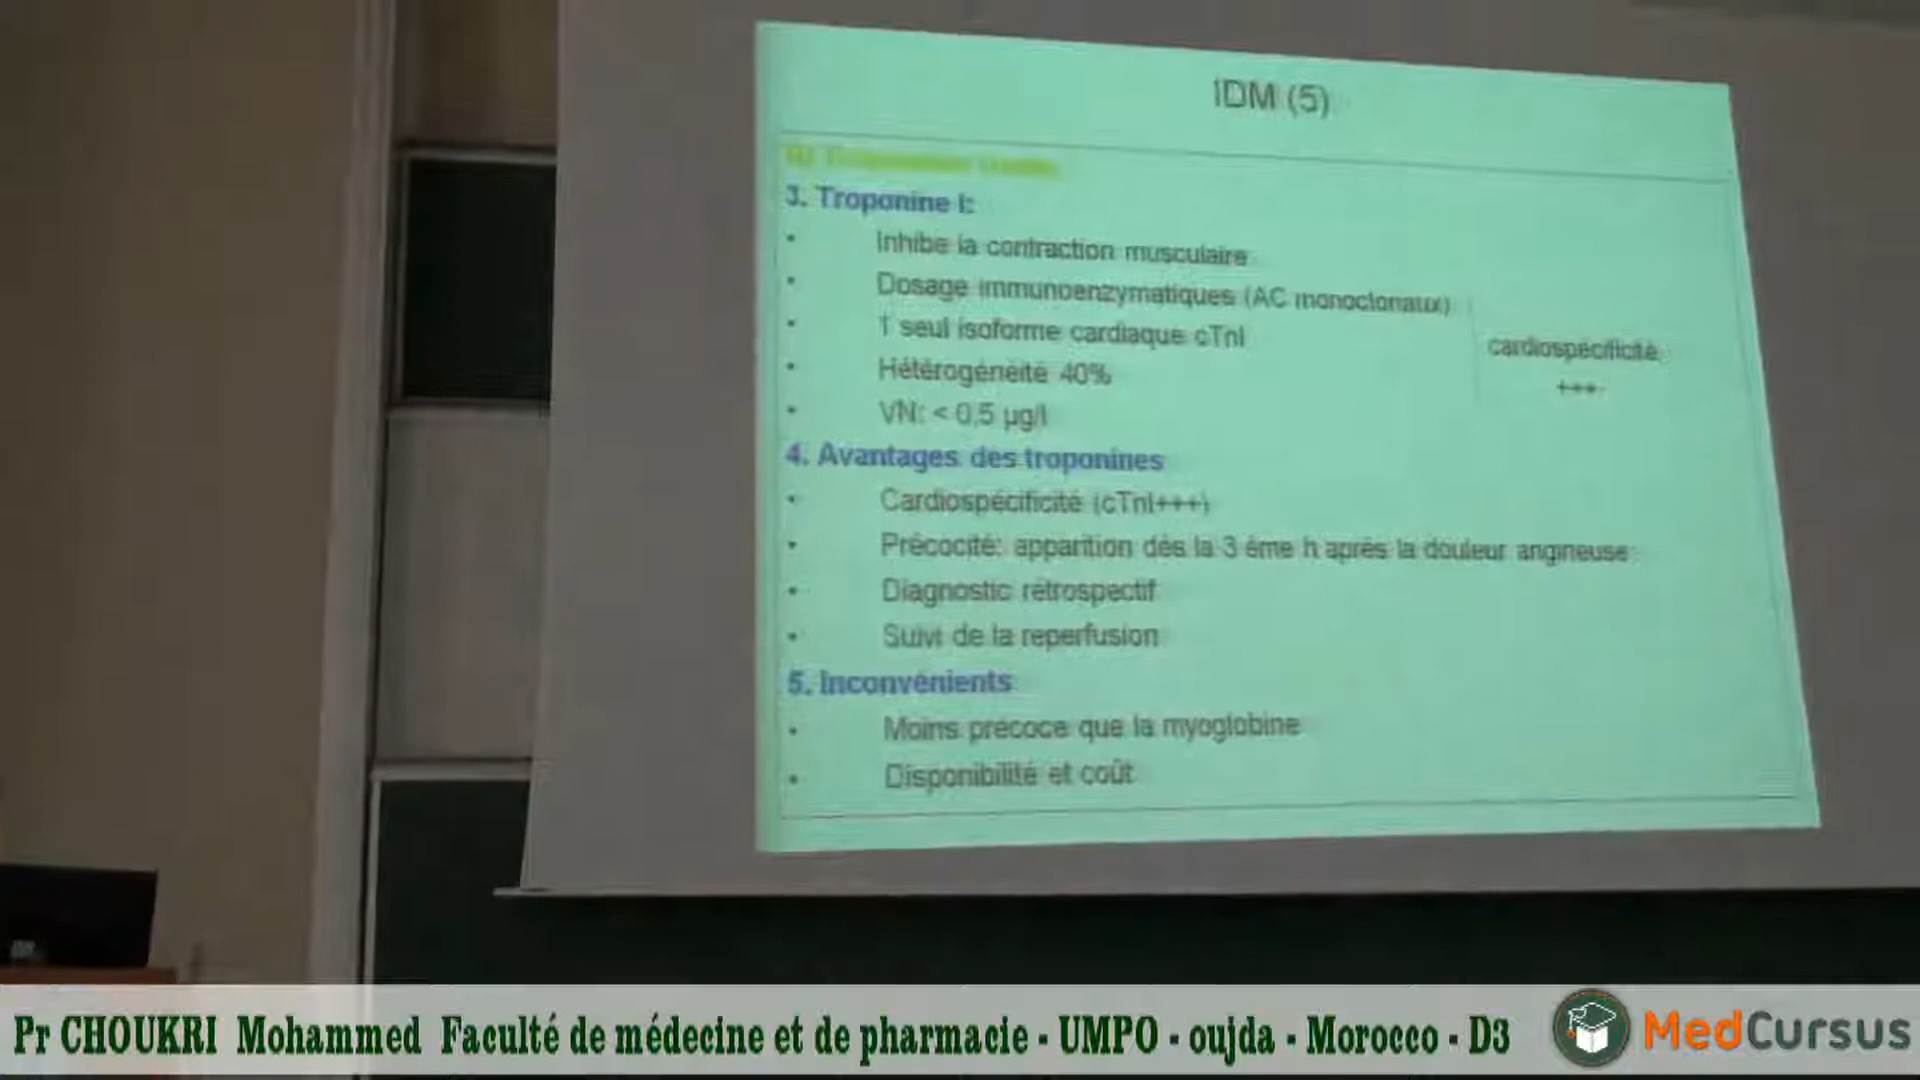 IDM (5)
3. Troponine I:
• Inhibe la contraction musculaire
• Dosage immunoenzymatiques (AC monoclonaux)
• 1 seul isoforme cardiaque cTnI
• Hétérogénéité 40%
• VN: < 0,5 µg/l
cardiospécificité
+++
4. Avantages des troponines
• Cardiospécificité (cTnI+++)
• Précocité: apparition dès la 3 ème h après la douleur angineuse
• Diagnostic rétrospectif
• Suivi de la reperfusion
5. Inconvénients
• Moins précoce que la myoglobine
• Disponibilité et coût
Pr CHOUKRI Mohammed Faculté de médecine et de pharmacie - UMPO - oujda - Morocco - D3
MedCursus